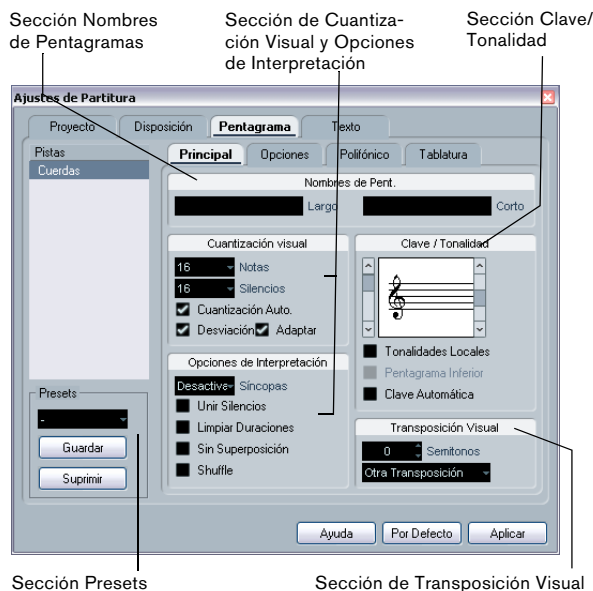 Sección Nombres
de Pentagramas
Sección de Cuantiza-
ción Visual y Opciones
de Interpretación
Sección Clave/
Tonalidad
Ajustes de Partitura
Proyecto
Disposición
Pentagrama
Texto
Pistas
Cuerdas
Principal
Opciones
Polifónico
Tablatura
Nombres de Pent.
Largo
Corto
Cuantización visual
16 Notas
16 Silencios
Cuantización Auto.
Desviación Adaptar
Clave / Tonalidad
Tonalidades Locales
Pentagrama Inferior
Clave Automática
Opciones de Interpretación
Desactiva Síncopas
Unir Silencios
Limpiar Duraciones
Sin Superposición
Shuffle
Transposición Visual
0 Semitonos
Otra Transposición
Presets
-
Guardar
Suprimir
Ayuda
Por Defecto
Aplicar
Sección Presets
Sección de Transposición Visual